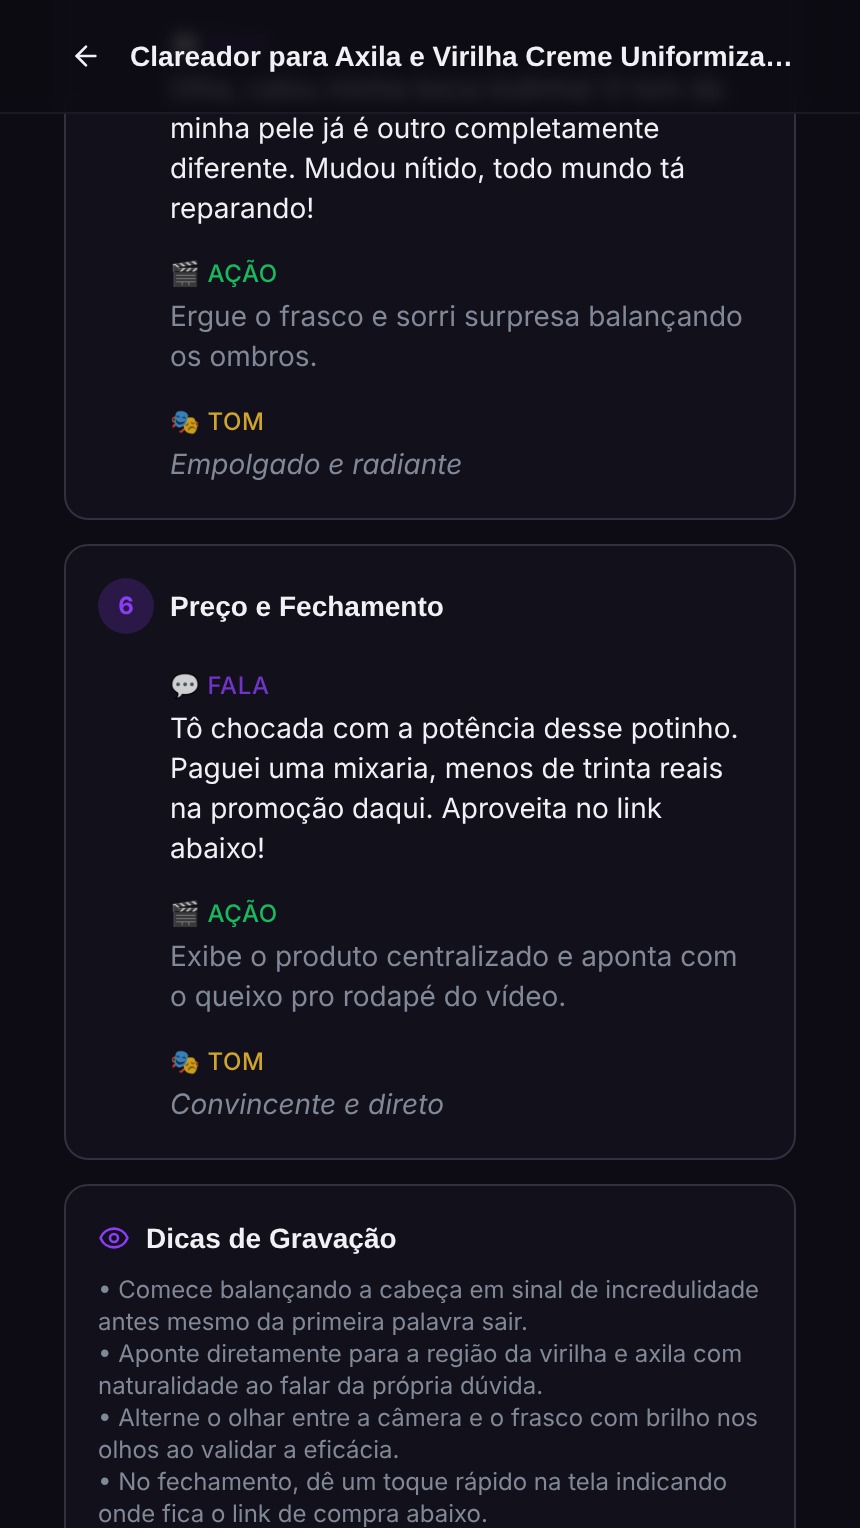 Clareador para Axila e Virilha Creme Uniformiza...
minha pele já é outro completamente
diferente. Mudou nítido, todo mundo tá
reparando!
🎬 AÇÃO
Ergue o frasco e sorri surpresa balançando
os ombros.
🎭 TOM
Empolgado e radiante
6 Preço e Fechamento
💬 FALA
Tô chocada com a potência desse potinho.
Paguei uma mixaria, menos de trinta reais
na promoção daqui. Aproveita no link
abaixo!
🎬 AÇÃO
Exibe o produto centralizado e aponta com
o queixo pro rodapé do vídeo.
🎭 TOM
Convincente e direto
Dicas de Gravação
• Comece balançando a cabeça em sinal de incredulidade
antes mesmo da primeira palavra sair.
• Aponte diretamente para a região da virilha e axila com
naturalidade ao falar da própria dúvida.
• Alterne o olhar entre a câmera e o frasco com brilho nos
olhos ao validar a eficácia.
• No fechamento, dê um toque rápido na tela indicando
onde fica o link de compra abaixo.